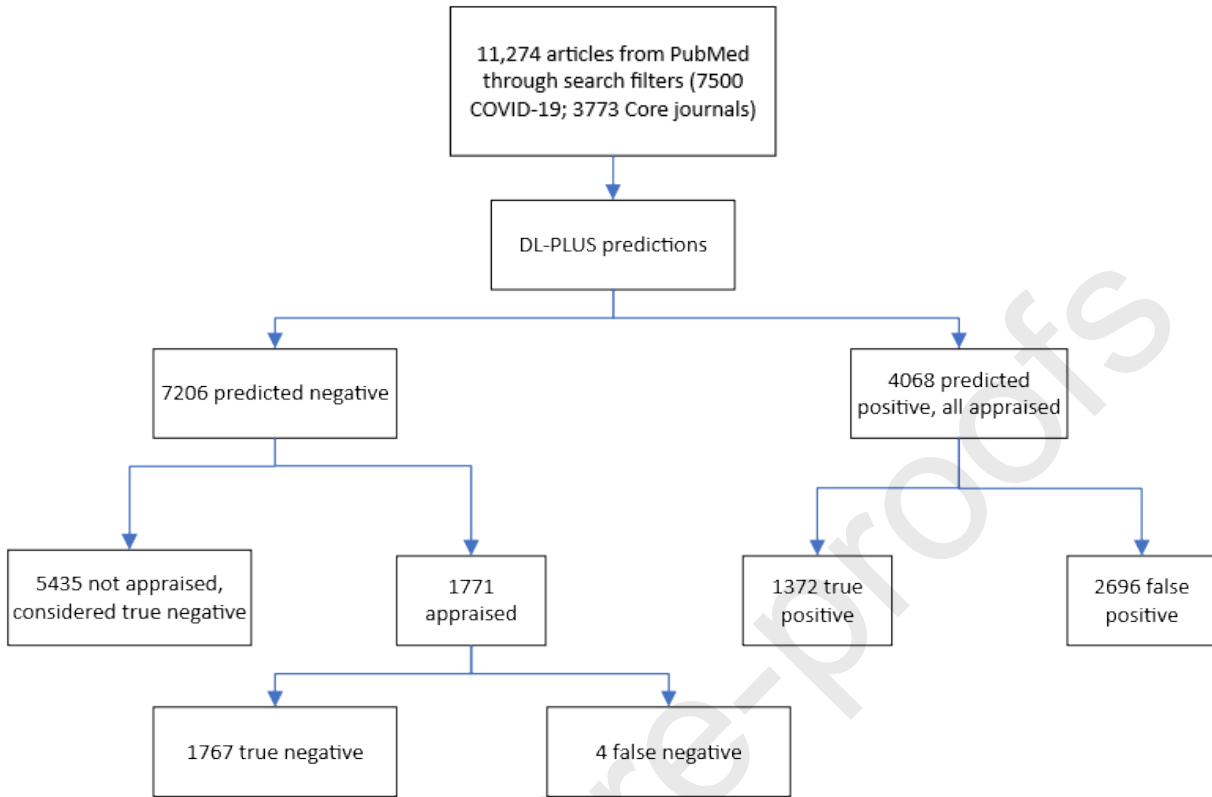 11,274 articles from PubMed
through search filters (7500
COVID-19; 3773 Core journals)
DL-PLUS predictions
7206 predicted negative
4068 predicted
positive, all appraised
5435 not appraised,
considered true negative
1771
appraised
1372 true
positive
2696 false
positive
1767 true negative
4 false negative
re-proofs